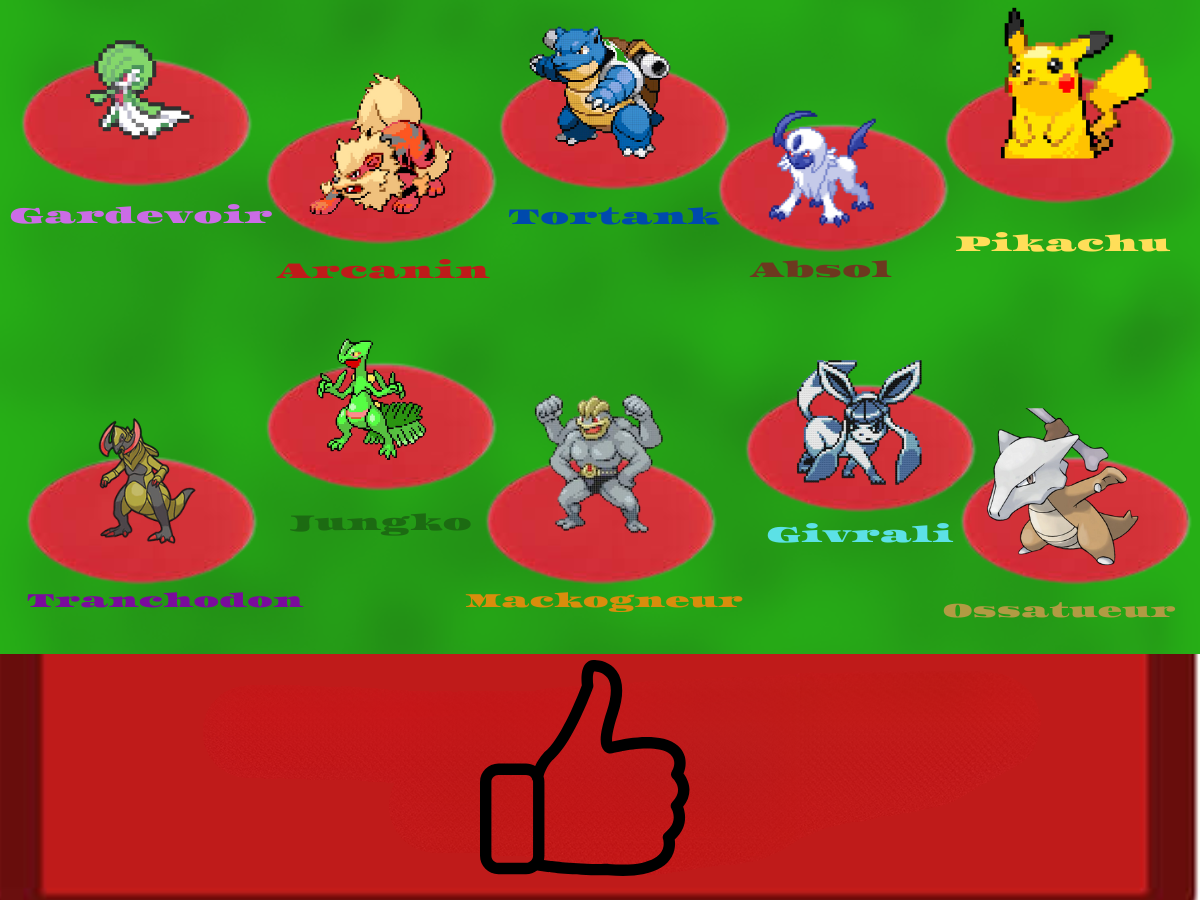 Gardevoir
Arcanin
Tortank
Absol
Pikachu
Tranchodon
Jungko
Mackogneur
Givrali
Ossatueur